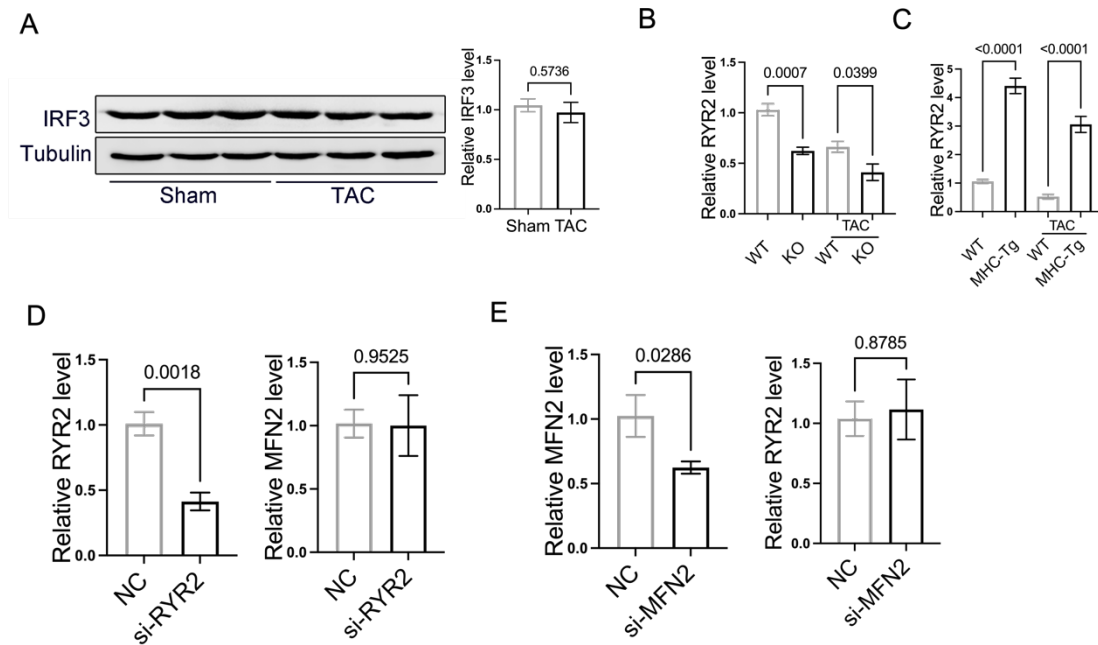 A
IRF3
Tubulin
Sham
TAC
Relative IRF3 level
1.5
1.0
0.5
0.0
0.5736
Sham TAC
B
Relative RYR2 level
1.5
1.0
0.5
0.0
0.0007
0.0399
TAC
WT
KO
WT
KO
C
Relative RYR2 level
5
4
3
2
1
0
<0.0001
<0.0001
TAC
WT
MHC-Tg
WT
MHC-Tg
D
Relative RYR2 level
1.5
1.0
0.5
0.0
0.0018
NC
si-RYR2
Relative MFN2 level
1.5
1.0
0.5
0.0
0.9525
NC
si-RYR2
E
Relative MFN2 level
1.5
1.0
0.5
0.0
0.0286
NC
si-MFN2
Relative RYR2 level
1.5
1.0
0.5
0.0
0.8785
NC
si-MFN2